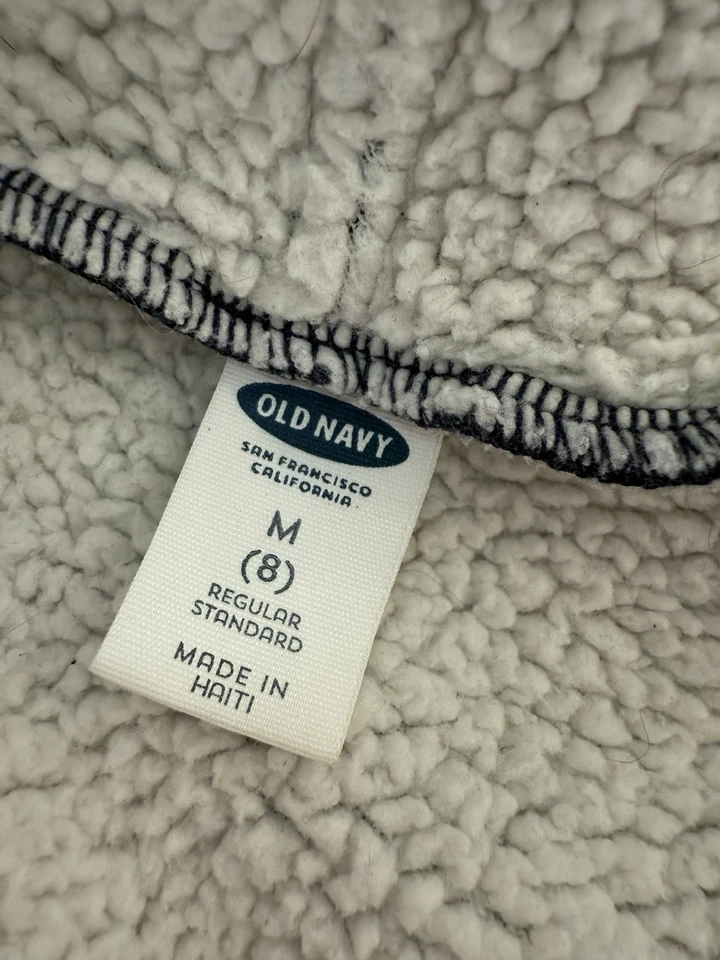 OLD NAVY
SAN FRANCISCO
CALIFORNIA
M
(8)
REGULAR
STANDARD
MADE IN
HAITI